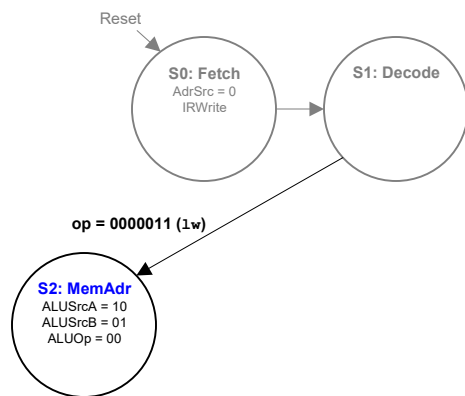 Reset
S0: Fetch
AdrSrc = 0
IRWrite
S1: Decode
op = 0000011 (lw)
S2: MemAdr
ALUSrcA = 10
ALUSrcB = 01
ALUOp = 00